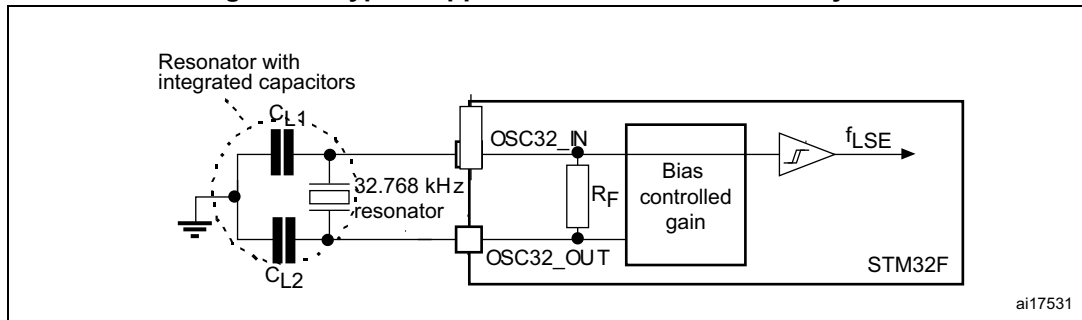 Resonator with
integrated capacitors
CL1
OSC32_IN
fLSE
32.768 kHz
resonator
RF
Bias
controlled
gain
OSC32_OUT
CL2
STM32F
ai17531